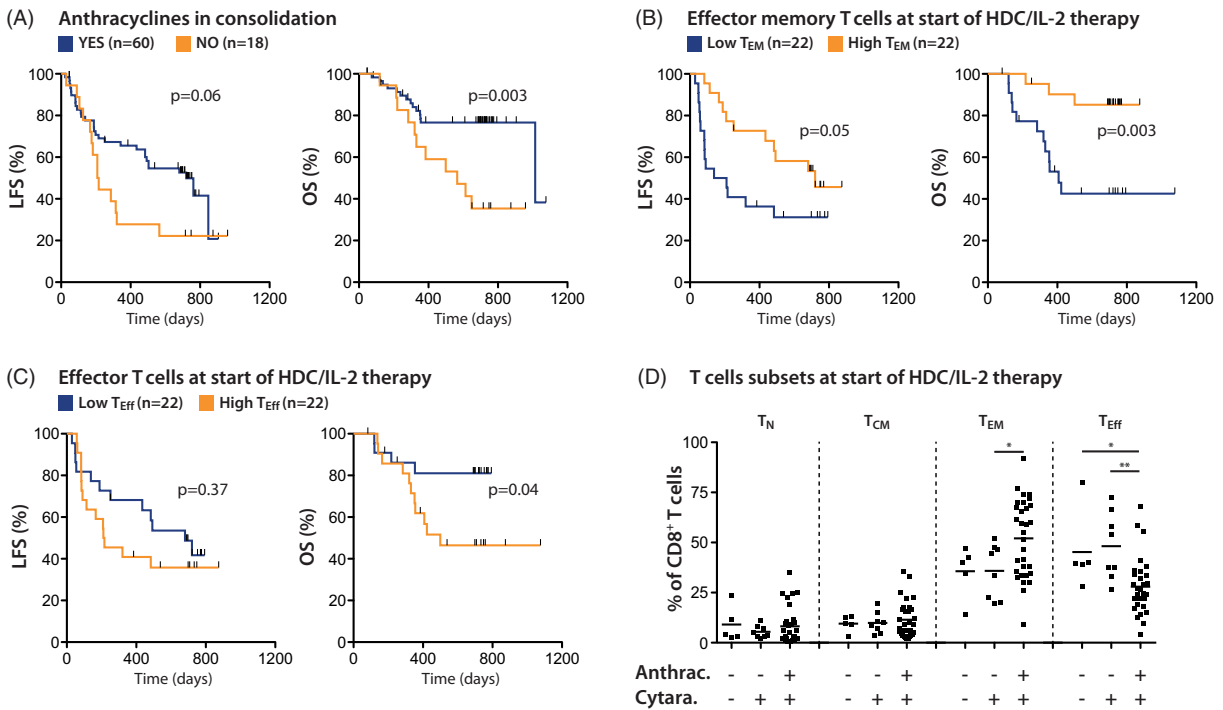 (A) Anthracyclines in consolidation
YES (n=60) NO (n=18)
100
80
60
40
20
0
LFS (%)
p=0.06
0 400 800 1200
Time (days)
100
80
60
40
20
0
OS (%)
p=0.003
0 400 800 1200
Time (days)
(B) Effector memory T cells at start of HDC/IL-2 therapy
Low TEM (n=22) High TEM (n=22)
100
80
60
40
20
0
LFS (%)
p=0.05
0 400 800 1200
Time (days)
100
80
60
40
20
0
OS (%)
p=0.003
0 400 800 1200
Time (days)
(C) Effector T cells at start of HDC/IL-2 therapy
Low TEff (n=22) High TEff (n=22)
100
80
60
40
20
0
LFS (%)
p=0.37
0 400 800 1200
Time (days)
100
80
60
40
20
0
OS (%)
p=0.04
0 400 800 1200
Time (days)
(D) T cells subsets at start of HDC/IL-2 therapy
TN TCM TEM TEff
100
75
50
25
0
% of CD8+ T cells
* *
**
Anthrac. - - + - - + - - + - - +
Cytara. - + + - + + - + + - + +